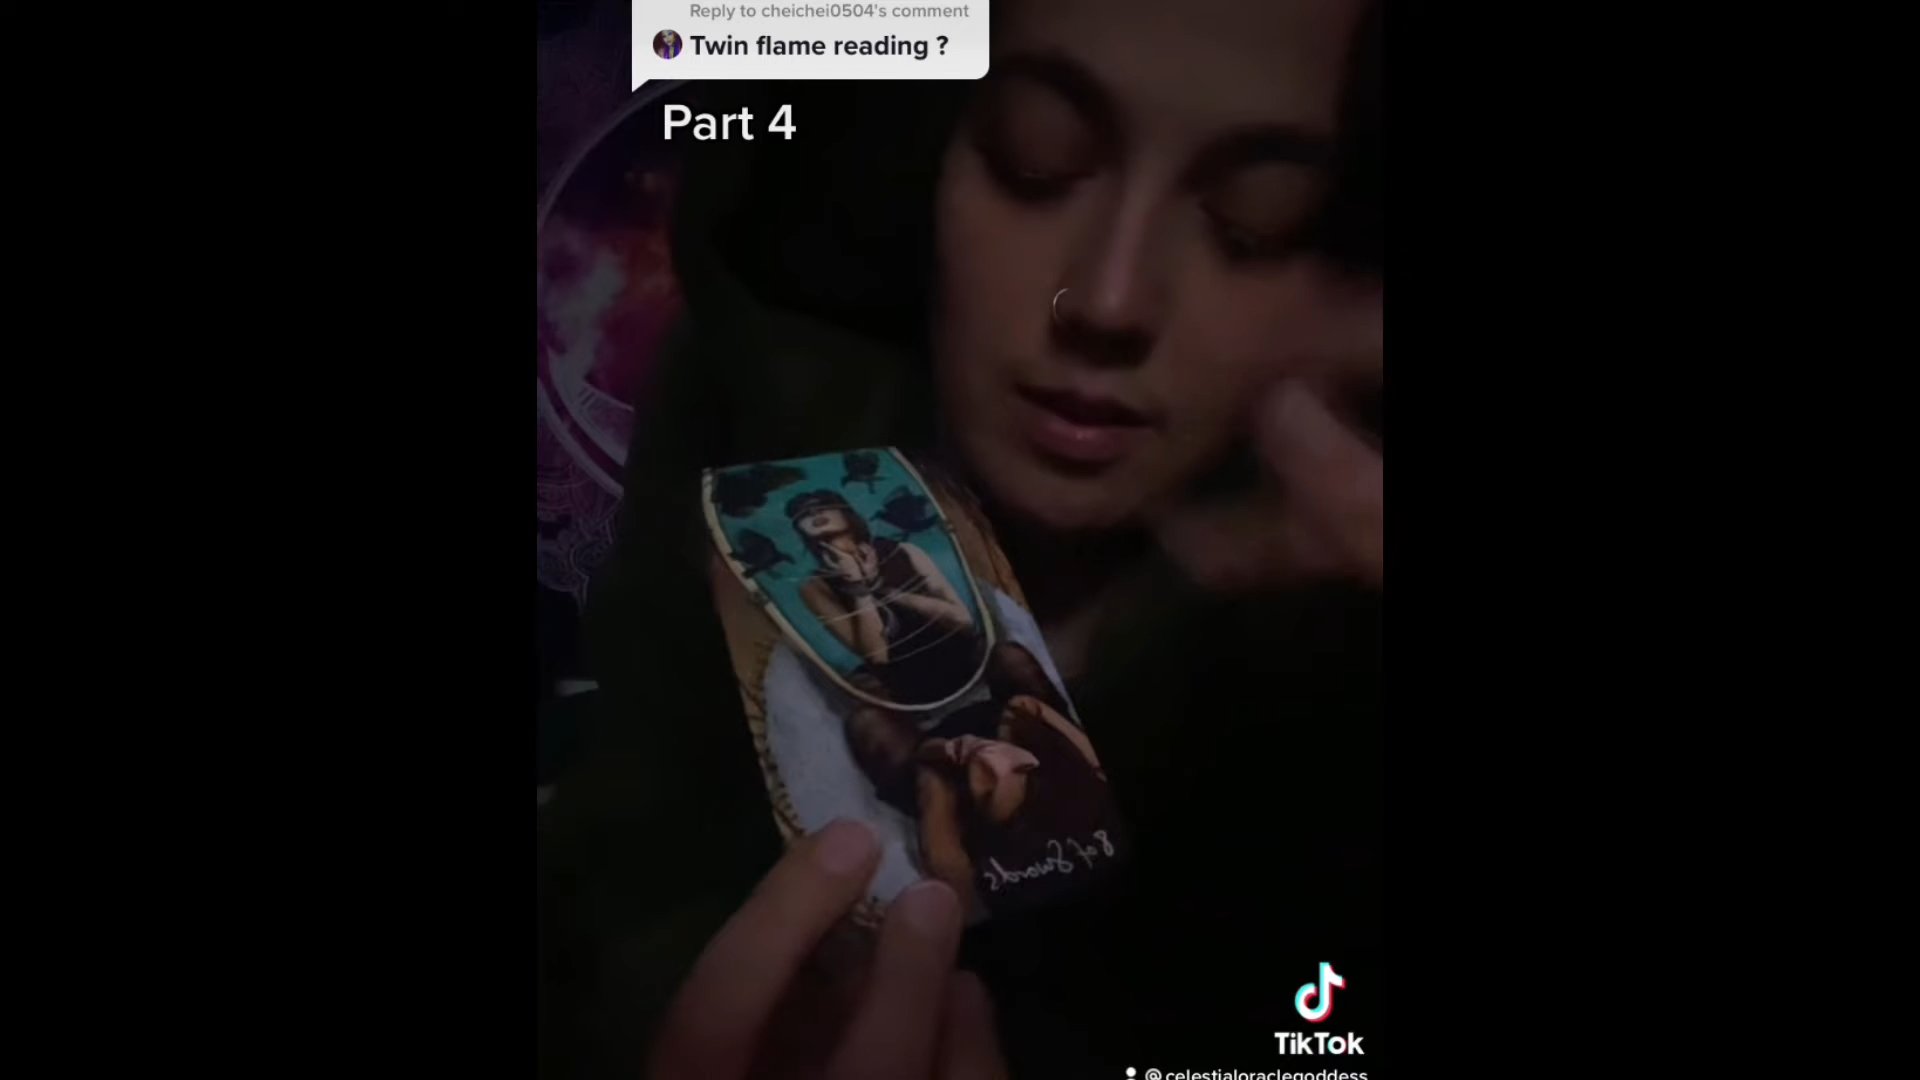 Reply to cheichei0504's comment
Twin flame reading ?
Part 4
8 of Swords
TikTok
@celestialoraclegoddess